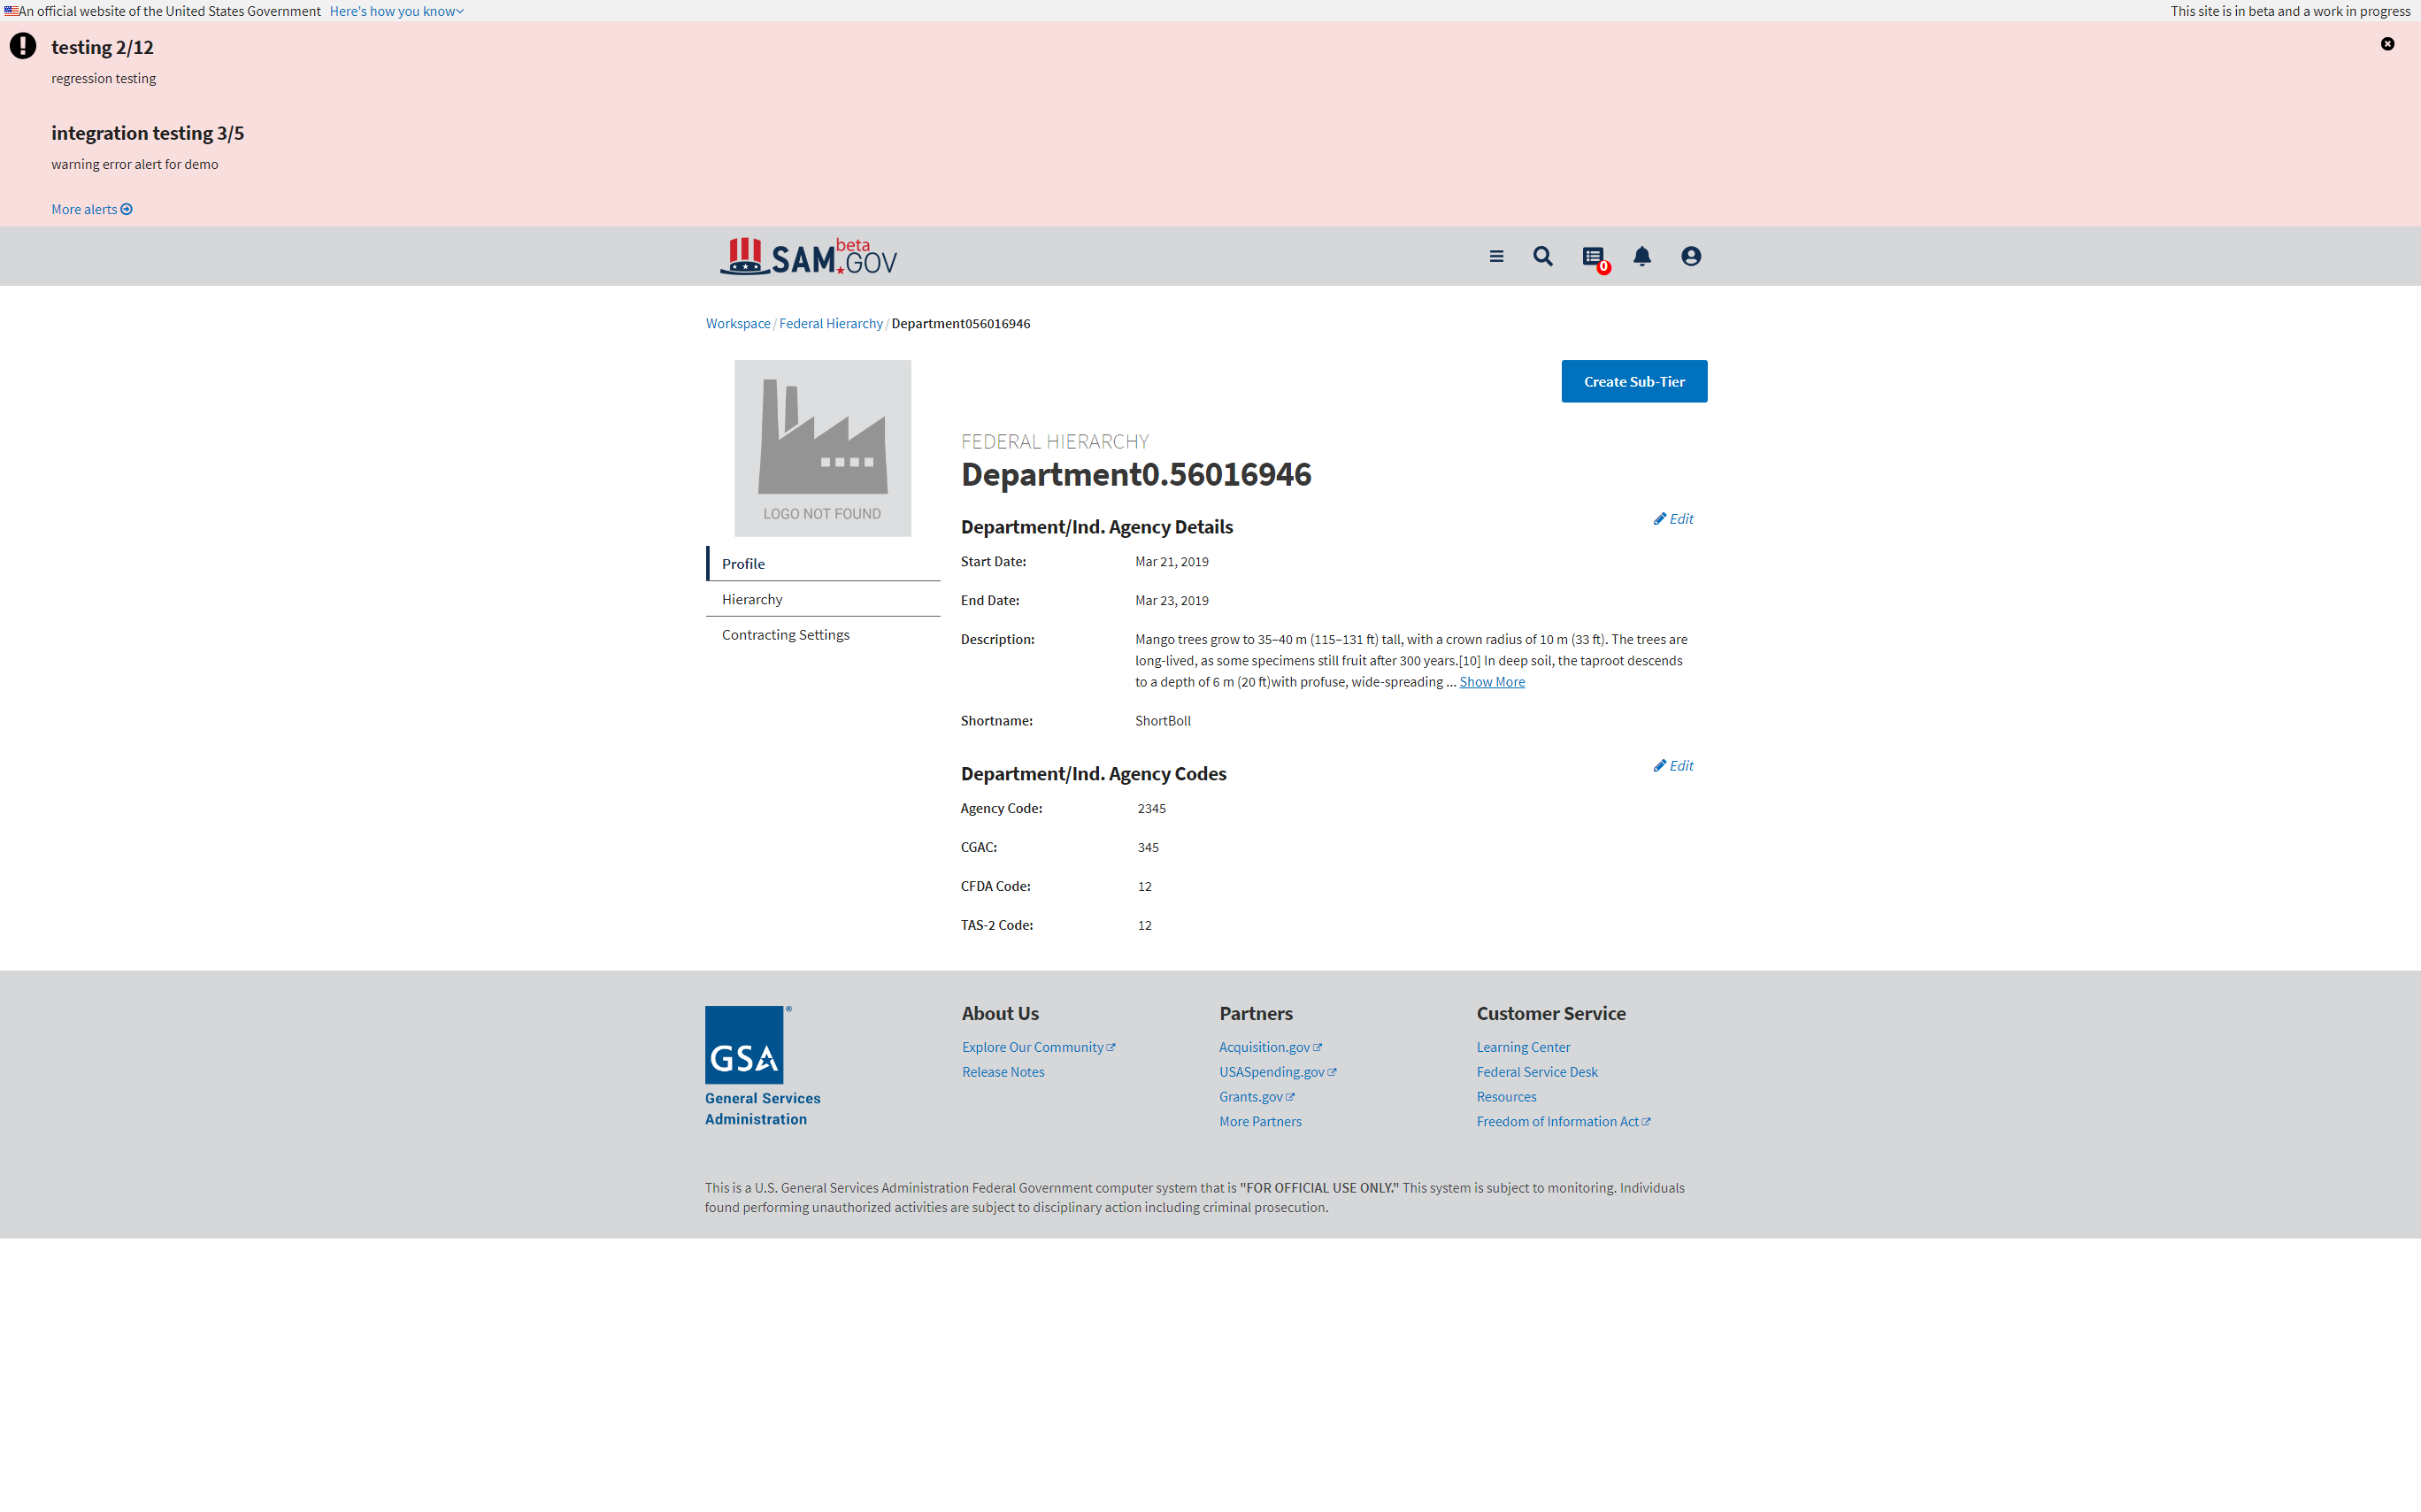 An official website of the United States Government Here's how you know
This site is in beta and a work in progress
testing 2/12
regression testing
integration testing 3/5
warning error alert for demo
More alerts
SAM.GOV beta
0
Workspace / Federal Hierarchy / Department056016946
LOGO NOT FOUND
Create Sub-Tier
Profile
Hierarchy
Contracting Settings
FEDERAL HIERARCHY
Department0.56016946
Department/Ind. Agency Details
Edit
Start Date: Mar 21, 2019
End Date: Mar 23, 2019
Description: Mango trees grow to 35–40 m (115–131 ft) tall, with a crown radius of 10 m (33 ft). The trees are
long-lived, as some specimens still fruit after 300 years.[10] In deep soil, the taproot descends
to a depth of 6 m (20 ft)with profuse, wide-spreading ... Show More
Shortname: ShortBoll
Department/Ind. Agency Codes
Edit
Agency Code: 2345
CGAC: 345
CFDA Code: 12
TAS-2 Code: 12
GSA®
General Services
Administration
About Us
Explore Our Community
Release Notes
Partners
Acquisition.gov
USASpending.gov
Grants.gov
More Partners
Customer Service
Learning Center
Federal Service Desk
Resources
Freedom of Information Act
This is a U.S. General Services Administration Federal Government computer system that is "FOR OFFICIAL USE ONLY." This system is subject to monitoring. Individuals
found performing unauthorized activities are subject to disciplinary action including criminal prosecution.